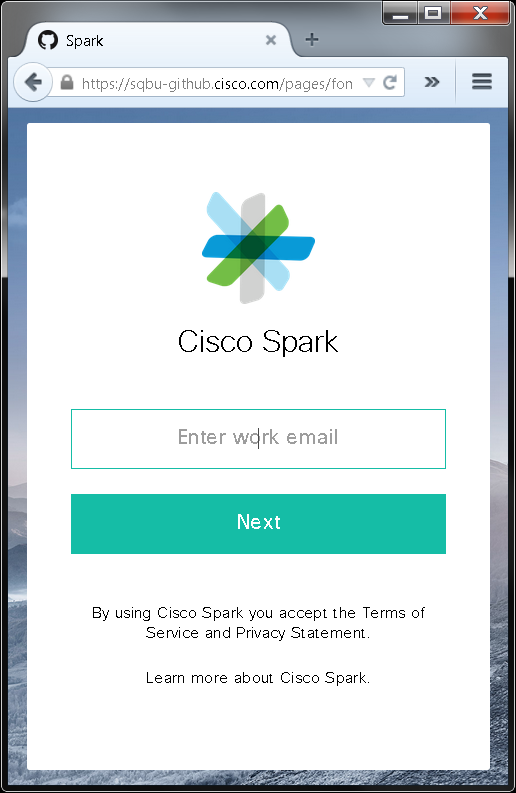 Spark
https://sqbu-github.cisco.com/pages/fon
Cisco Spark
Enter work email
Next
By using Cisco Spark you accept the Terms of
Service and Privacy Statement.
Learn more about Cisco Spark.